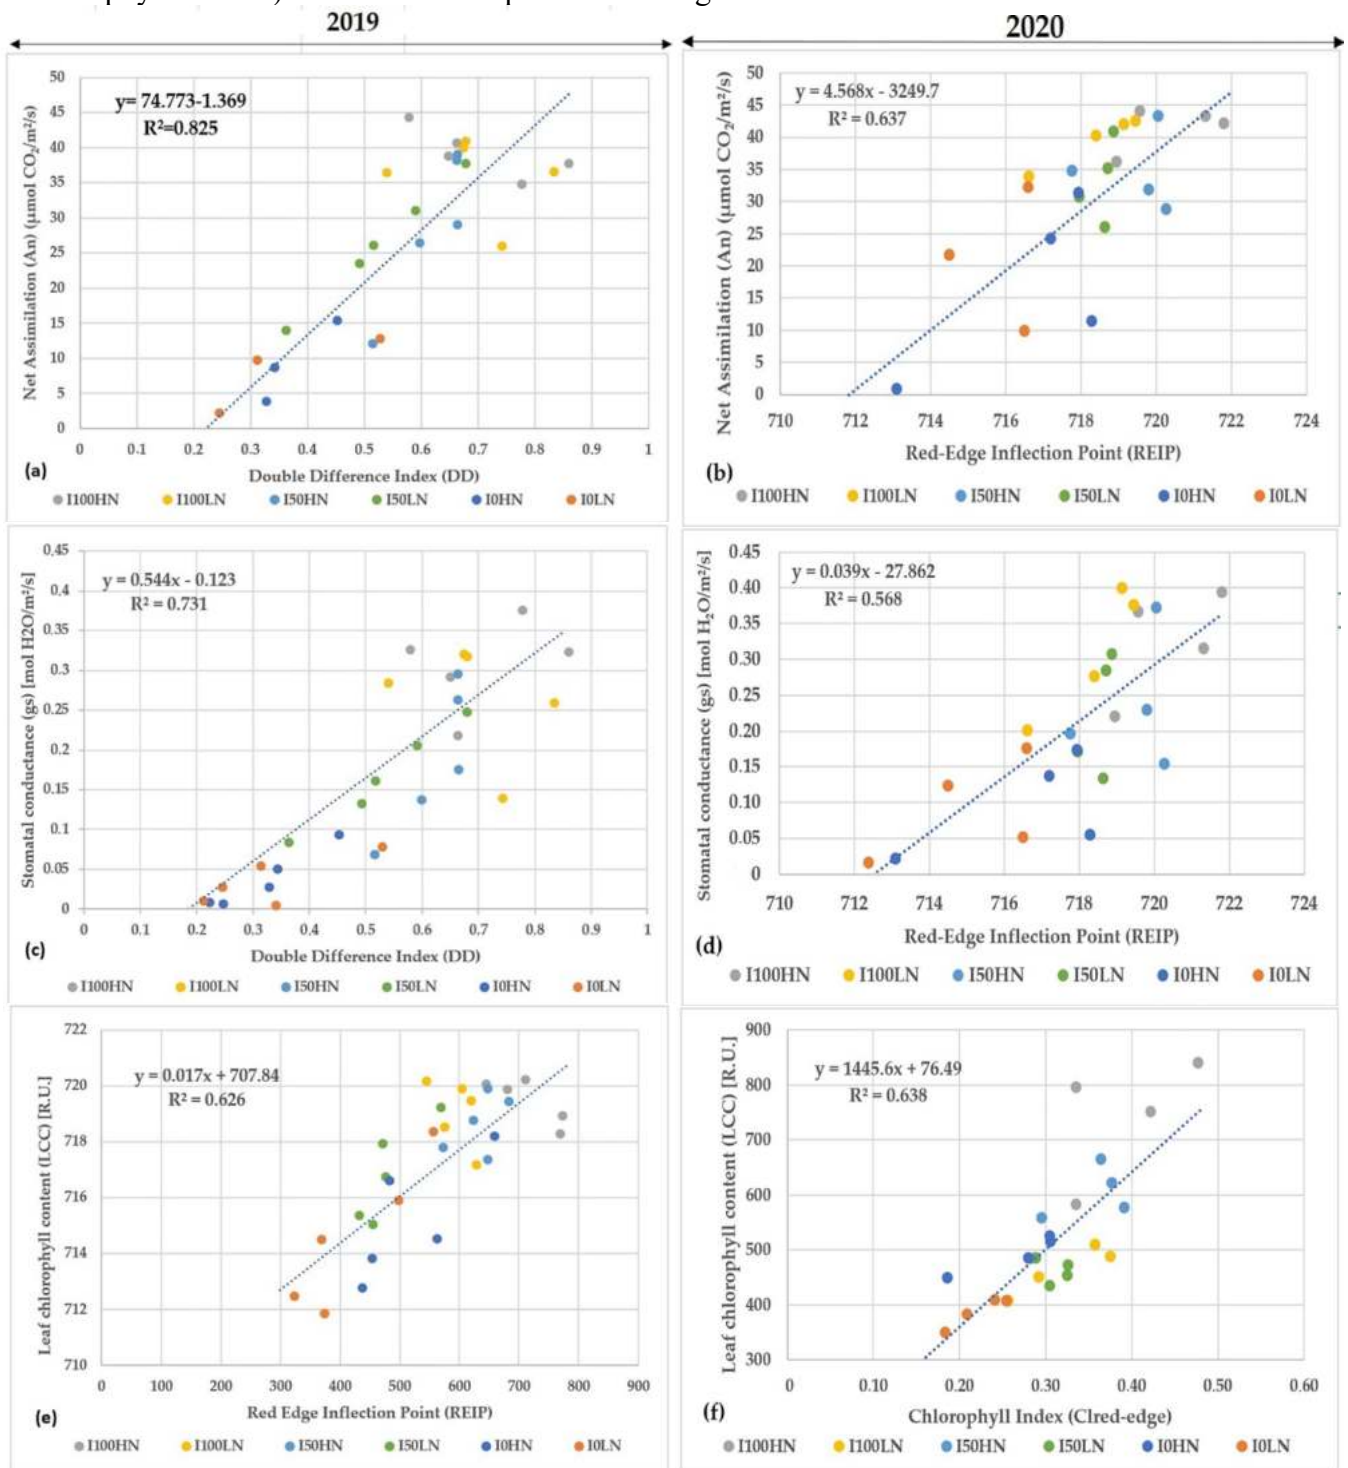 2019
2020
50
45
40
35
30
25
20
15
10
5
0
Net Assimilation (An) (μmol CO₂/m²/s)
y= 74.773-1.369
R²=0.825
0 0.1 0.2 0.3 0.4 0.5 0.6 0.7 0.8 0.9 1
(a)
Double Difference Index (DD)
I100HN I100LN I50HN I50LN I0HN I0LN
50
45
40
35
30
25
20
15
10
5
0
Net Assimilation (An) (μmol CO₂/m²/s)
y = 4.568x - 3249.7
R² = 0.637
710 712 714 716 718 720 722 724
(b)
Red-Edge Inflection Point (REIP)
I100HN I100LN I50HN I50LN I0HN I0LN
0.45
0.4
0.35
0.3
0.25
0.2
0.15
0.1
0.05
0
Stomatal conductance (gs) [mol H2O/m²/s]
y = 0.544x - 0.123
R² = 0.731
0 0.1 0.2 0.3 0.4 0.5 0.6 0.7 0.8 0.9 1
(c)
Double Difference Index (DD)
I100HN I100LN I50HN I50LN I0HN I0LN
0.45
0.40
0.35
0.30
0.25
0.20
0.15
0.10
0.05
0
Stomatal conductance (gs) [mol H₂O/m²/s]
y = 0.039x - 27.862
R² = 0.568
710 712 714 716 718 720 722 724
(d)
Red-Edge Inflection Point (REIP)
I100HN I100LN I50HN I50LN I0HN I0LN
722
720
718
716
714
712
710
Leaf chlorophyll content (LCC) [R.U.]
y = 0.017x + 707.84
R² = 0.626
0 100 200 300 400 500 600 700 800 900
(e)
Red Edge Inflection Point (REIP)
I100HN I100LN I50HN I50LN I0HN I0LN
900
800
700
600
500
400
300
Leaf chlorophyll content (LCC) [R.U.]
y = 1445.6x + 76.49
R² = 0.638
0 0.10 0.20 0.30 0.40 0.50 0.60
(f)
Chlorophyll Index (CIred-edge)
I100HN I100LN I50HN I50LN I0HN I0LN